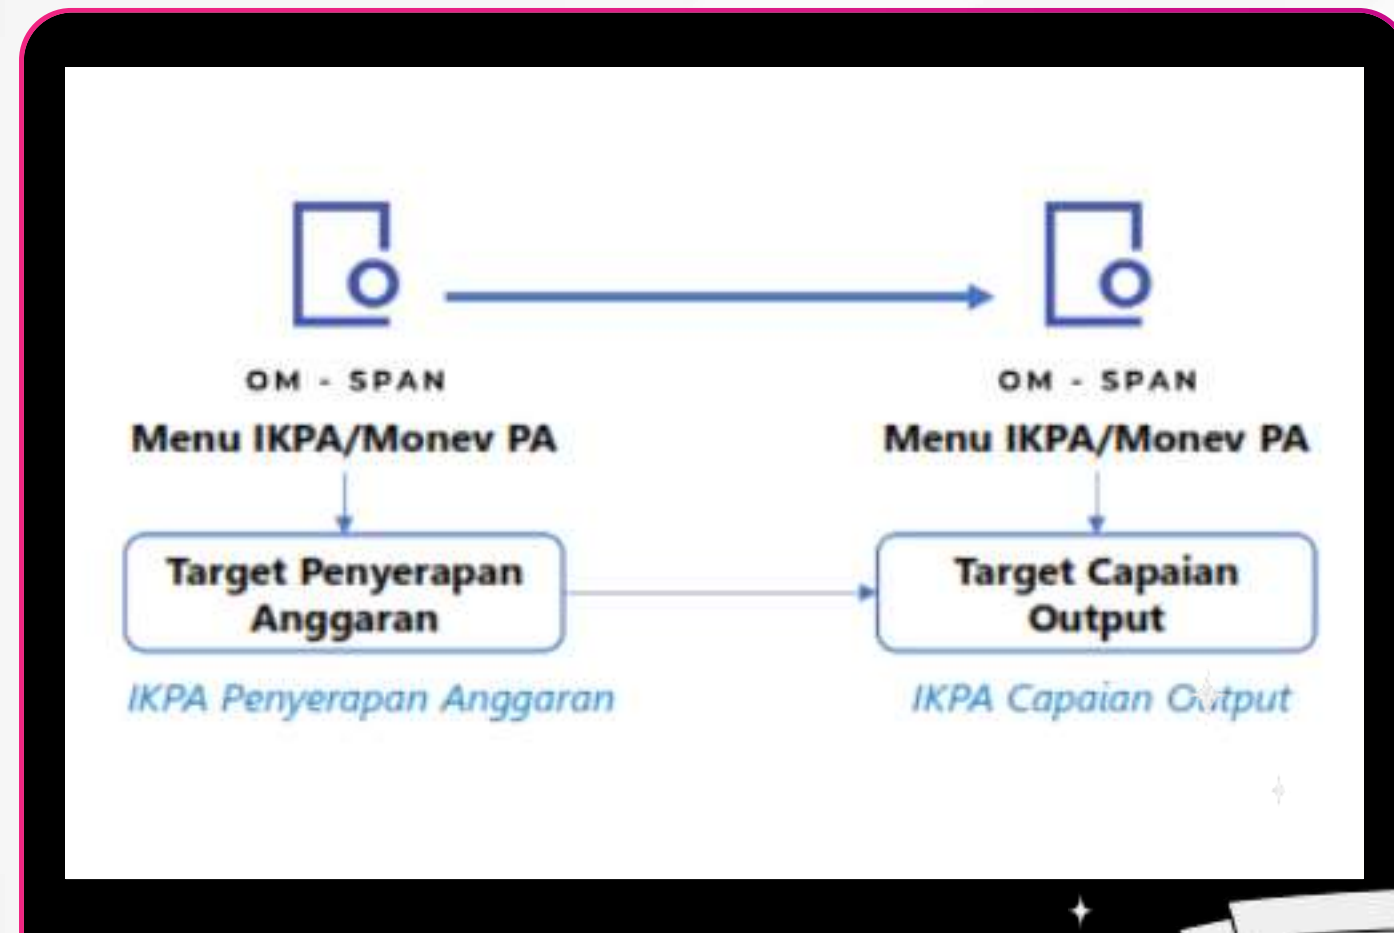 OM - SPAN
Menu IKPA/Monev PA
Target Penyerapan
Anggaran
IKPA Penyerapan Anggaran
OM - SPAN
Menu IKPA/Monev PA
Target Capaian
Output
IKPA Capaian Output